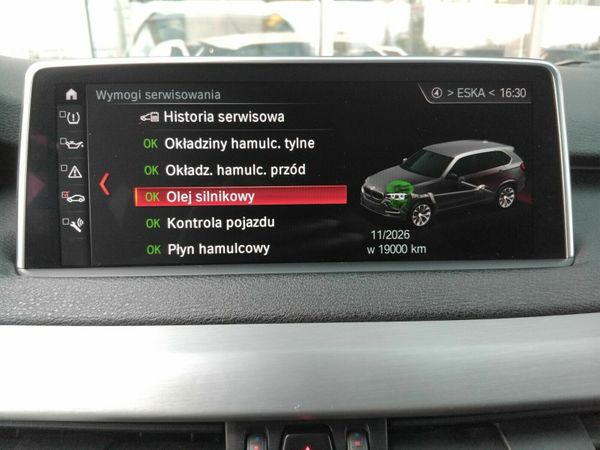 Wymogi serwisowania
4 > ESKA < 16:30
Historia serwisowa
OK Okładziny hamulc. tylne
OK Okładz. hamulc. przód
OK Olej silnikowy
OK Kontrola pojazdu
OK Płyn hamulcowy
11/2026
w 19000 km